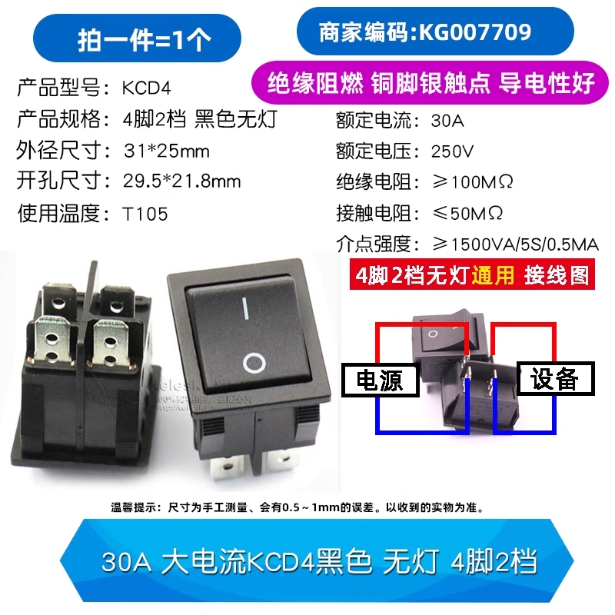 拍一件=1个
商家编码:KG007709
绝缘阻燃 铜脚银触点 导电性好
产品型号: KCD4
产品规格: 4脚2档 黑色无灯
外径尺寸: 31*25mm
开孔尺寸: 29.5*21.8mm
使用温度: T105
额定电流: 30A
额定电压: 250V
绝缘电阻: ≥100MΩ
接触电阻: ≤50MΩ
介点强度: ≥1500VA/5S/0.5MA
4脚2档无灯通用 接线图
电源
设备
温馨提示: 尺寸为手工测量、会有0.5~1mm的误差。以收到的实物为准。
30A 大电流KCD4黑色 无灯 4脚2档